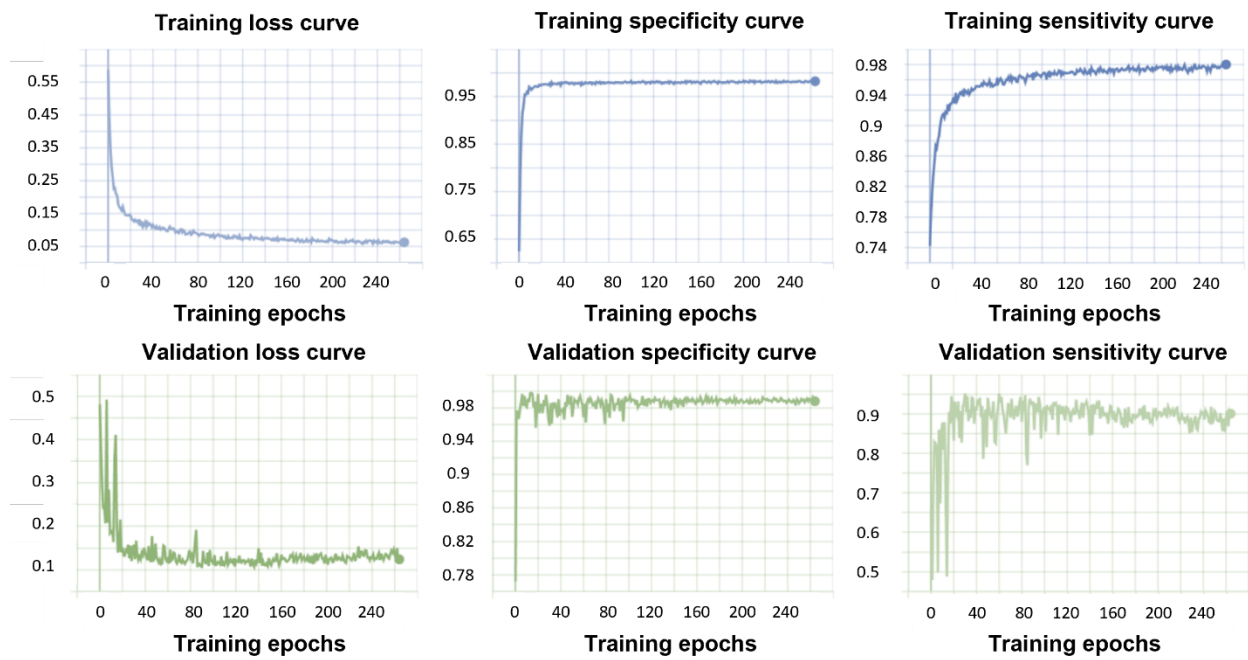 Training loss curve
0.55
0.45
0.35
0.25
0.15
0.05
0 40 80 120 160 200 240
Training epochs
Training specificity curve
0.95
0.85
0.75
0.65
0 40 80 120 160 200 240
Training epochs
Training sensitivity curve
0.98
0.94
0.9
0.86
0.82
0.78
0.74
0 40 80 120 160 200 240
Training epochs
Validation loss curve
0.5
0.4
0.3
0.2
0.1
0 40 80 120 160 200 240
Training epochs
Validation specificity curve
0.98
0.94
0.9
0.86
0.82
0.78
0 40 80 120 160 200 240
Training epochs
Validation sensitivity curve
0.9
0.8
0.7
0.6
0.5
0 40 80 120 160 200 240
Training epochs